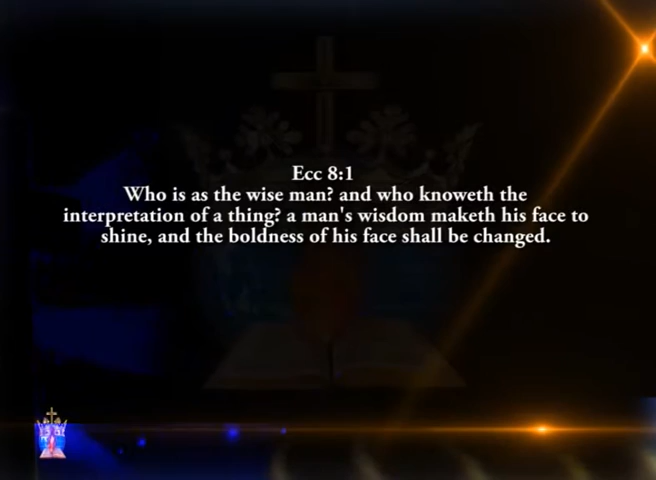 Ecc 8:1
Who is as the wise man? and who knoweth the
interpretation of a thing? a man's wisdom maketh his face to
shine, and the boldness of his face shall be changed.